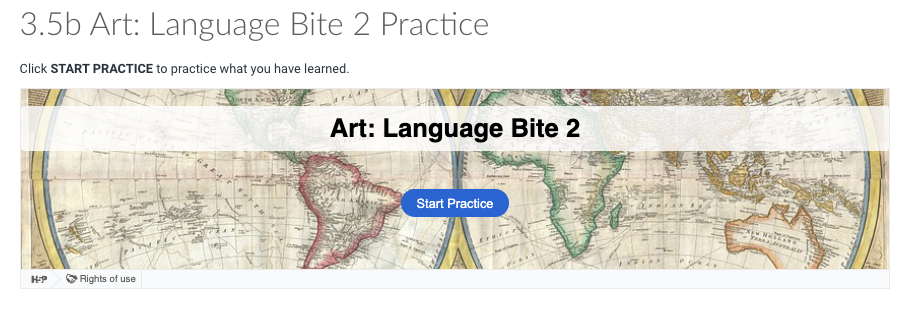 3.5b Art: Language Bite 2 Practice
Click START PRACTICE to practice what you have learned.
Art: Language Bite 2
Start Practice
H-P Rights of use